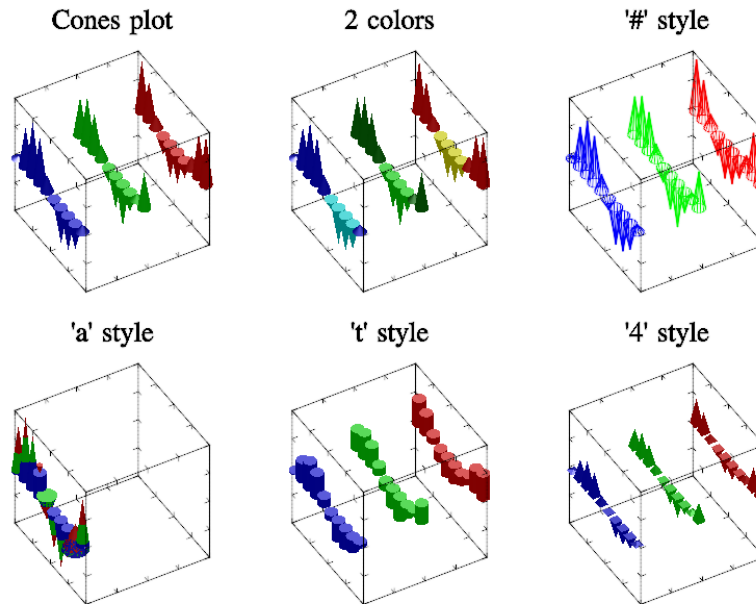 Cones plot
2 colors
'#' style
'a' style
't' style
'4' style